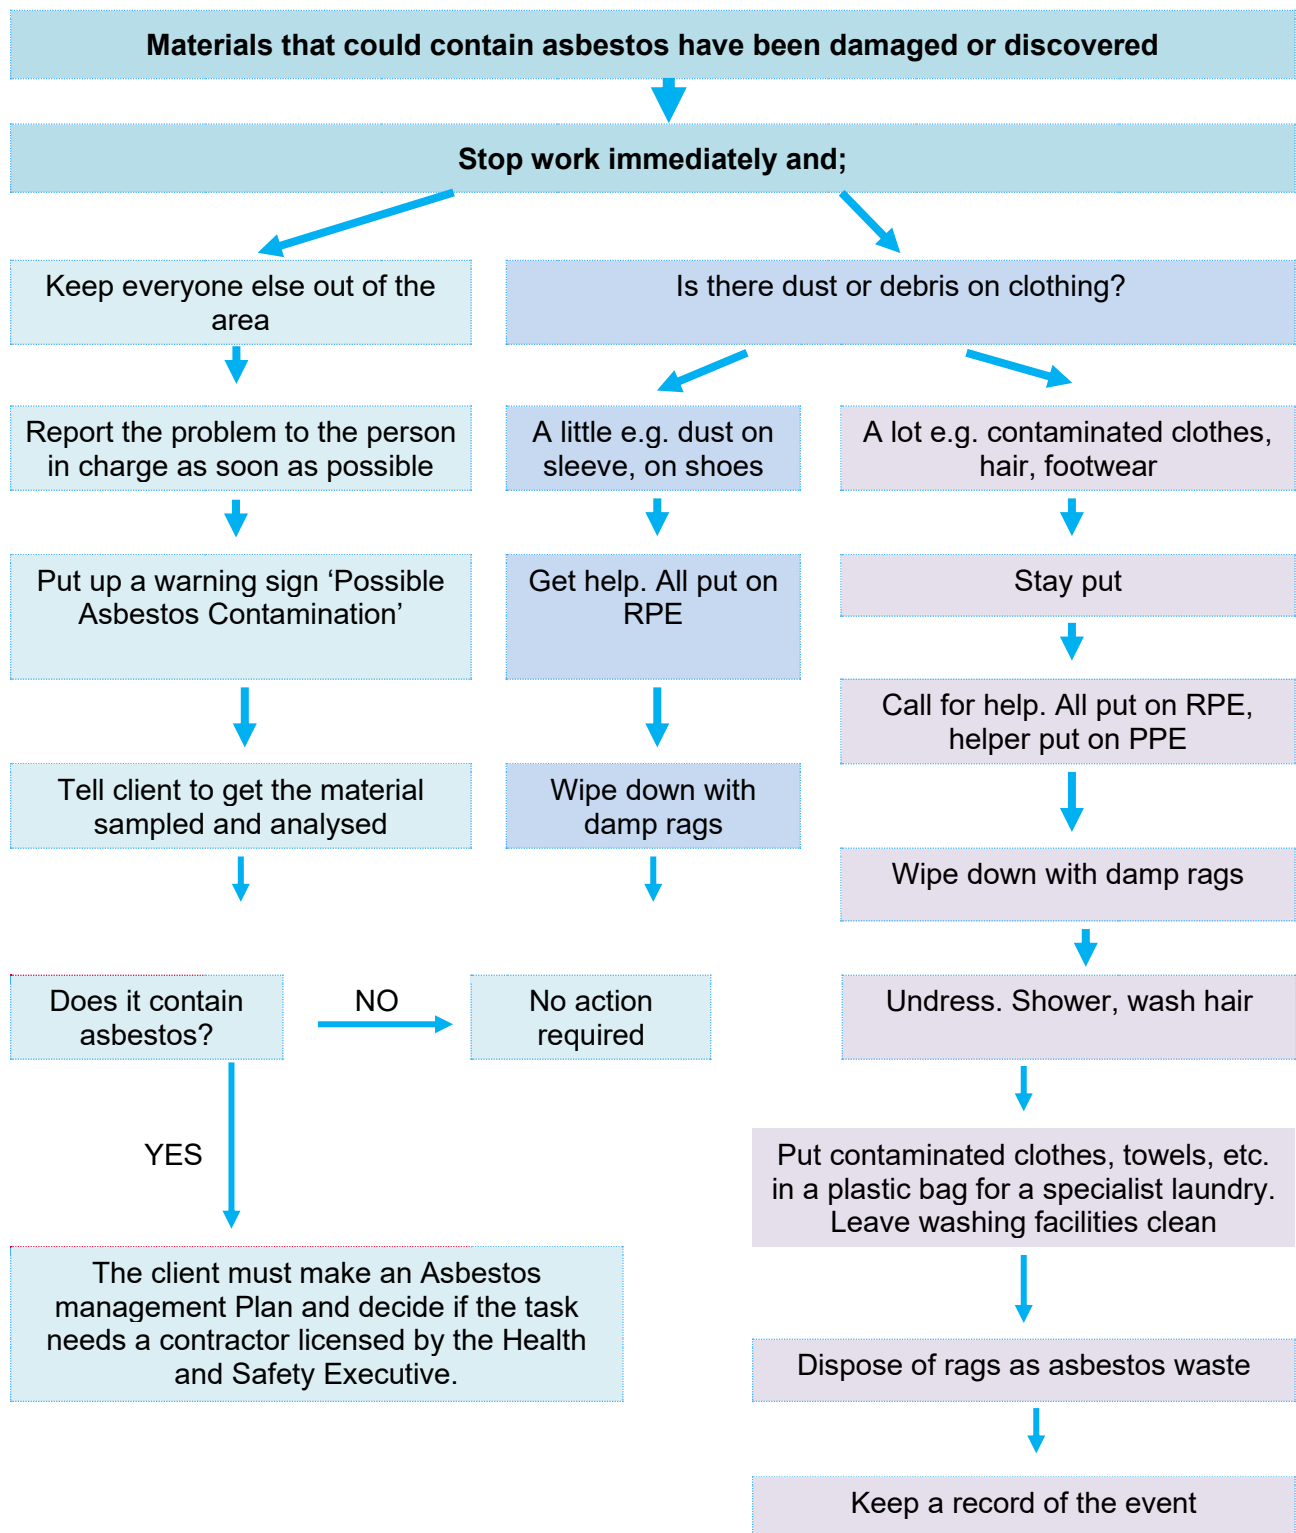 Materials that could contain asbestos have been damaged or discovered
Stop work immediately and;
Keep everyone else out of the
area
Is there dust or debris on clothing?
Report the problem to the person
in charge as soon as possible
A little e.g. dust on
sleeve, on shoes
A lot e.g. contaminated clothes,
hair, footwear
Put up a warning sign ‘Possible
Asbestos Contamination’
Get help. All put on
RPE
Stay put
Call for help. All put on RPE,
helper put on PPE
Tell client to get the material
sampled and analysed
Wipe down with
damp rags
Wipe down with damp rags
Does it contain
asbestos?
NO
No action
required
Undress. Shower, wash hair
YES
Put contaminated clothes, towels, etc.
in a plastic bag for a specialist laundry.
Leave washing facilities clean
The client must make an Asbestos
management Plan and decide if the task
needs a contractor licensed by the Health
and Safety Executive.
Dispose of rags as asbestos waste
Keep a record of the event